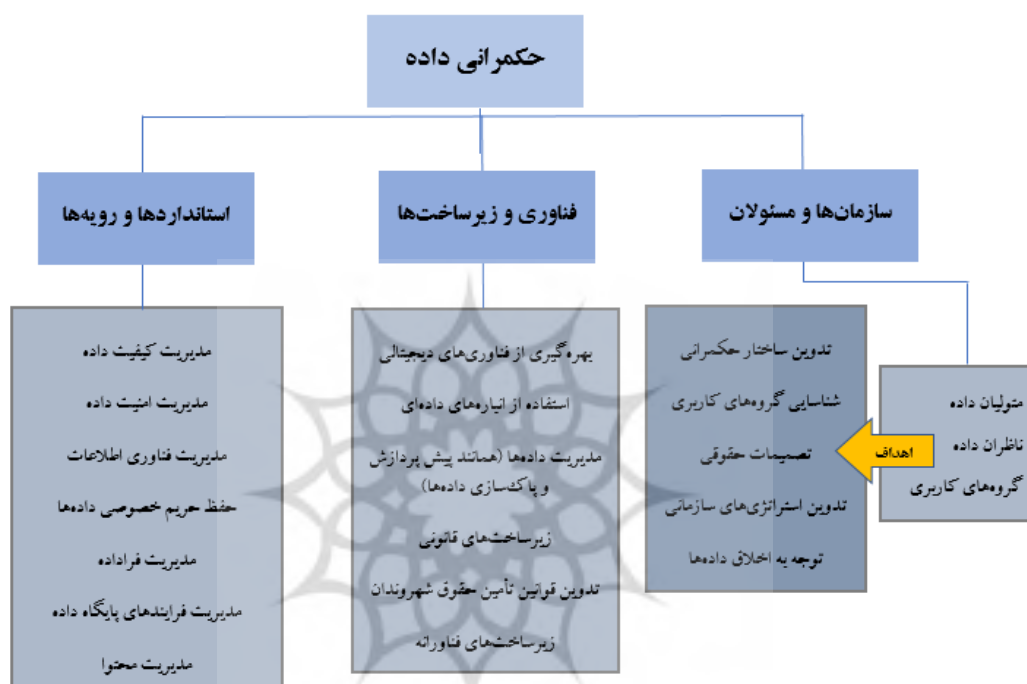 حکمرانی داده
سازمان‌ها و مسئولان
فناوری و زیرساخت‌ها
استانداردها و رویه‌ها
متولیان داده
ناظران داده
گروه‌های کاربری
اهداف
تدوین ساختار حکمرانی
شناسایی گروه‌های کاربری
تصمیمات حقوقی
تدوین استراتژی‌های سازمانی
توجه به اخلاق داده‌ها
بهره‌گیری از فناوری‌های دیجیتالی
استفاده از انباره‌های داده‌ای
مدیریت داده‌ها (همانند پیش پردازش
و پاک‌سازی داده‌ها)
زیرساخت‌های قانونی
تدوین قوانین تأمین حقوق شهروندان
زیرساخت‌های فناورانه
مدیریت کیفیت داده
مدیریت امنیت داده
مدیریت فناوری اطلاعات
حفظ حریم خصوصی داده‌ها
مدیریت فراداده
مدیریت فرایندهای پایگاه داده
مدیریت محتوا